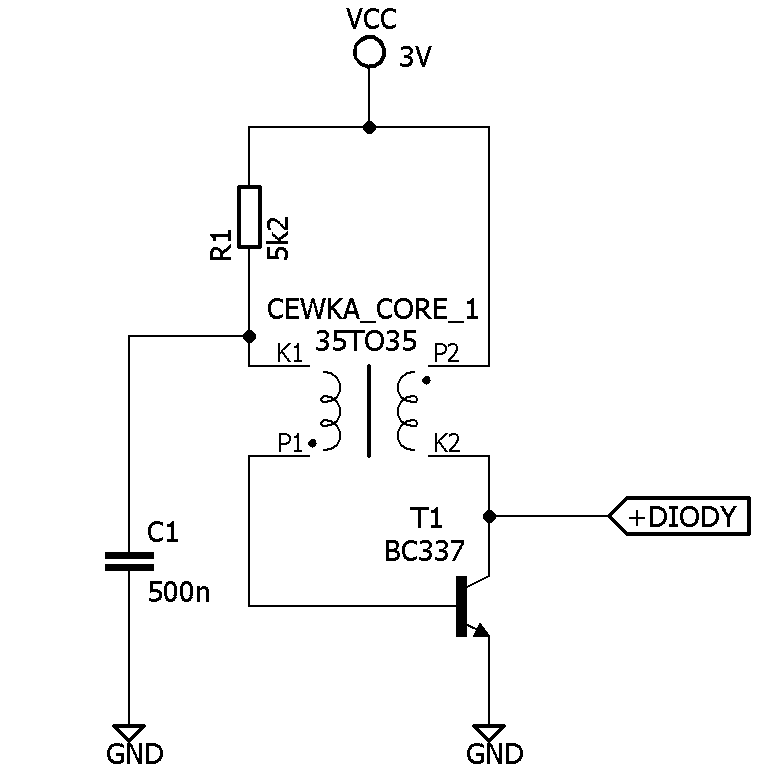 VCC
3V
R1
5k2
CEWKA_CORE_1
35TO35
K1
P2
P1
K2
T1
BC337
+DIODY
C1
500n
GND
GND